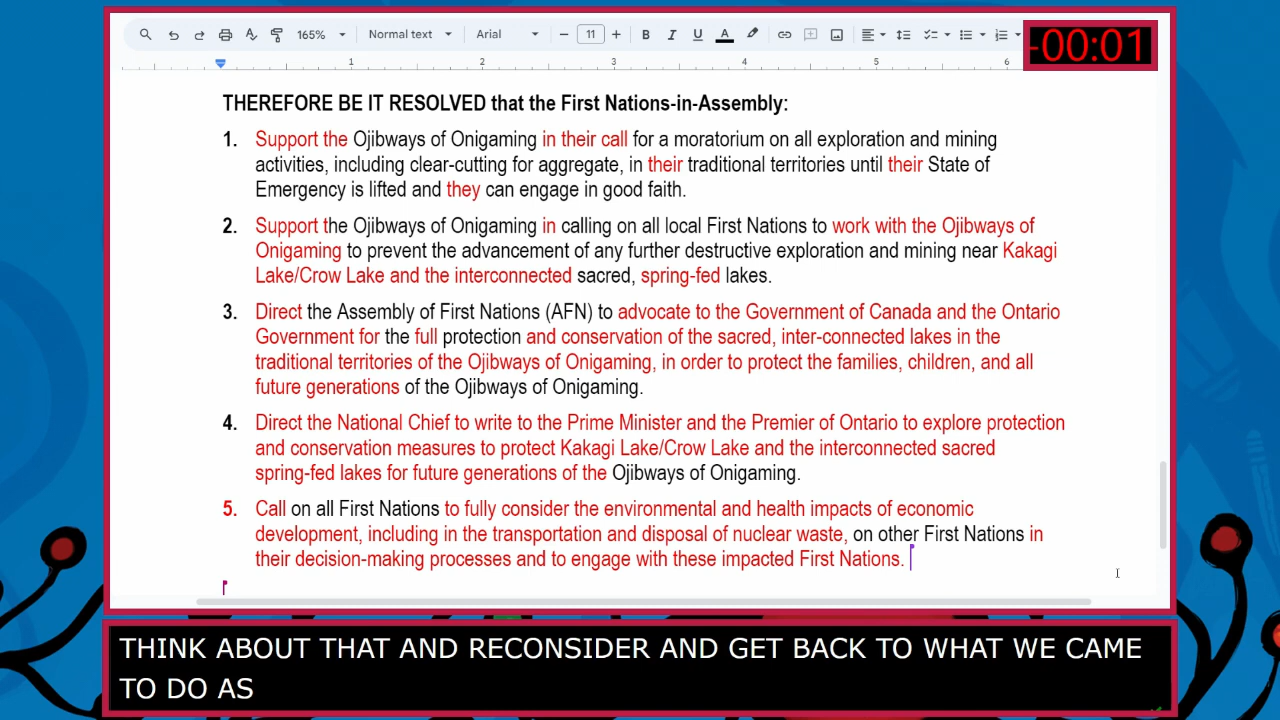 165%
Normal text
Arial
11
B I U A
1 2 3 4 5 6
-00:01
THEREFORE BE IT RESOLVED that the First Nations-in-Assembly:
1. Support the Ojibways of Onigaming in their call for a moratorium on all exploration and mining
activities, including clear-cutting for aggregate, in their traditional territories until their State of
Emergency is lifted and they can engage in good faith.
2. Support the Ojibways of Onigaming in calling on all local First Nations to work with the Ojibways of
Onigaming to prevent the advancement of any further destructive exploration and mining near Kakagi
Lake/Crow Lake and the interconnected sacred, spring-fed lakes.
3. Direct the Assembly of First Nations (AFN) to advocate to the Government of Canada and the Ontario
Government for the full protection and conservation of the sacred, inter-connected lakes in the
traditional territories of the Ojibways of Onigaming, in order to protect the families, children, and all
future generations of the Ojibways of Onigaming.
4. Direct the National Chief to write to the Prime Minister and the Premier of Ontario to explore protection
and conservation measures to protect Kakagi Lake/Crow Lake and the interconnected sacred
spring-fed lakes for future generations of the Ojibways of Onigaming.
5. Call on all First Nations to fully consider the environmental and health impacts of economic
development, including in the transportation and disposal of nuclear waste, on other First Nations in
their decision-making processes and to engage with these impacted First Nations.
THINK ABOUT THAT AND RECONSIDER AND GET BACK TO WHAT WE CAME
TO DO AS